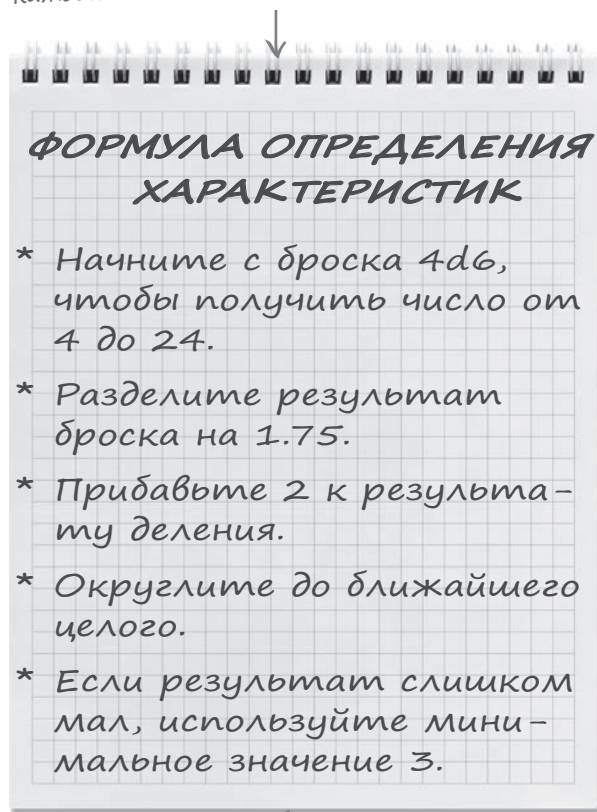 ФОРМУЛА ОПРЕДЕЛЕНИЯ
ХАРАКТЕРИСТИК
* Начните с броска 4d6,
чтобы получить число от
4 до 24.
* Разделите результат
броска на 1.75.
* Прибавьте 2 к результа-
ту деления.
* Округлите до ближайшего
целого.
* Если результат слишком
мал, используйте мини-
мальное значение 3.